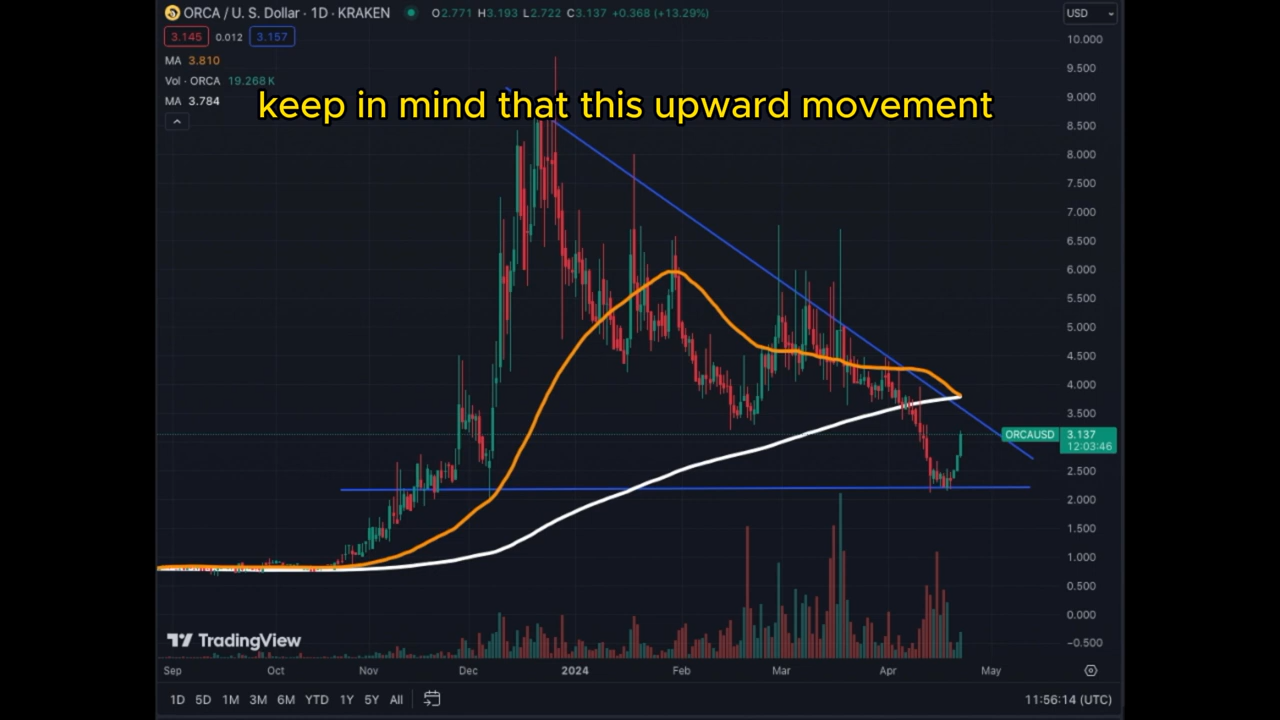 ORCA / U. S. Dollar · 1D · KRAKEN O2.771 H3.193 L2.722 C3.137 +0.368 (+13.29%)
USD
3.145 0.012 3.157
MA 3.810
Vol · ORCA 19.268 K
MA 3.784
keep in mind that this upward movement
10.000
9.500
9.000
8.500
8.000
7.500
7.000
6.500
6.000
5.500
5.000
4.500
4.000
3.500
ORCAUSD 3.137
12:03:46
2.500
2.000
1.500
1.000
0.500
0.000
−0.500
TradingView
Sep Oct Nov Dec 2024 Feb Mar Apr May
1D 5D 1M 3M 6M YTD 1Y 5Y All
11:56:14 (UTC)